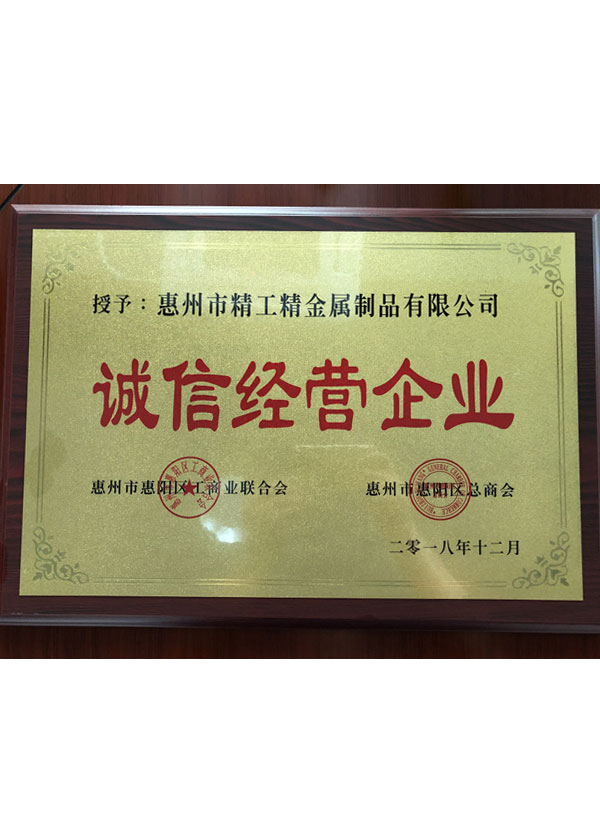 授予：惠州市精工精金属制品有限公司
诚信经营企业
惠州市惠阳区工商业联合会
惠州市惠阳区总商会
二零一八年十二月